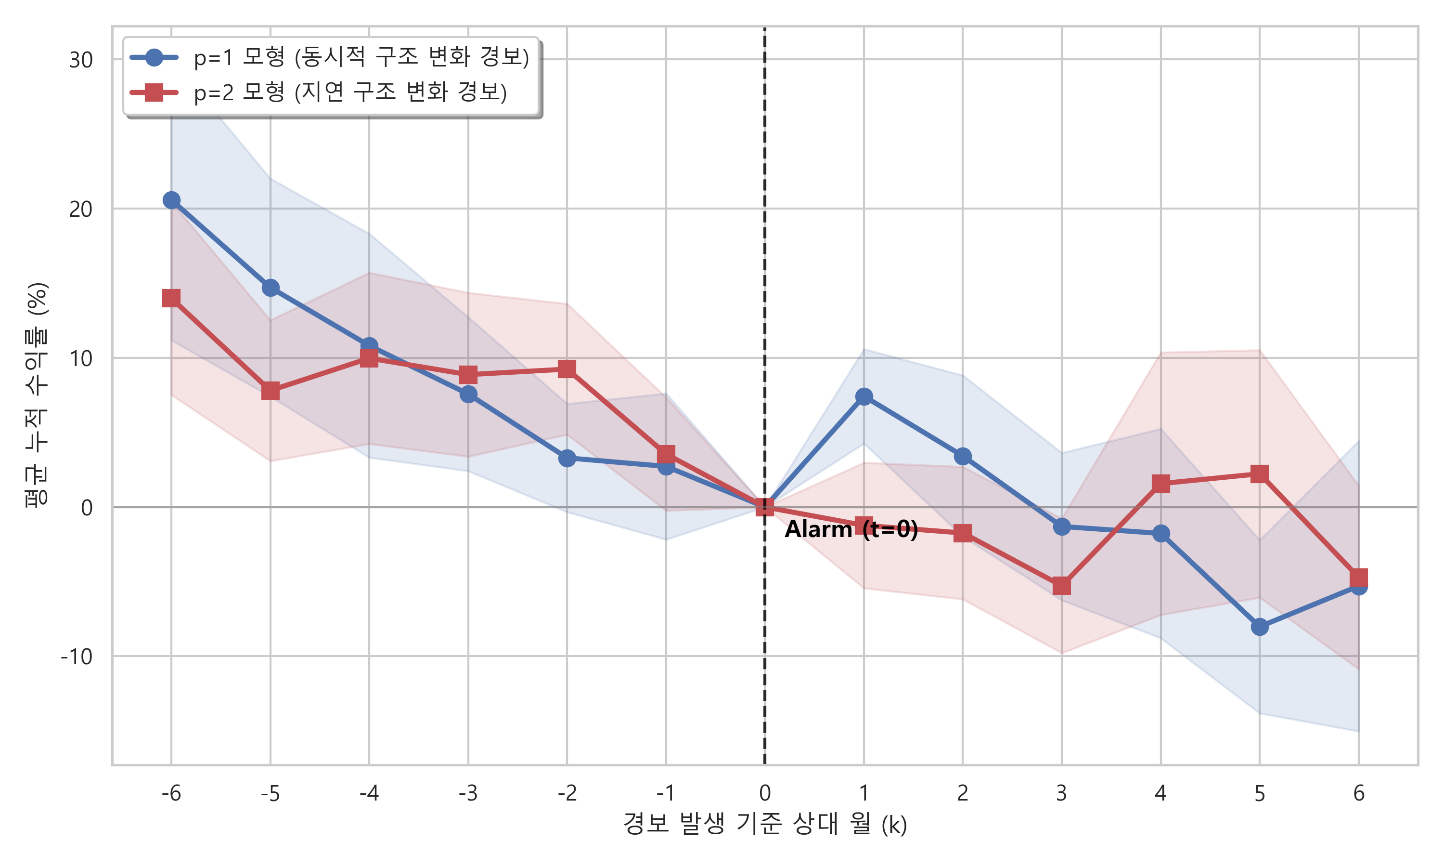 p=1 모형 (동시적 구조 변화 경보)
p=2 모형 (지연 구조 변화 경보)
30
20
10
0
-10
평균 누적 수익률 (%)
Alarm (t=0)
-6 -5 -4 -3 -2 -1 0 1 2 3 4 5 6
경보 발생 기준 상대 월 (k)